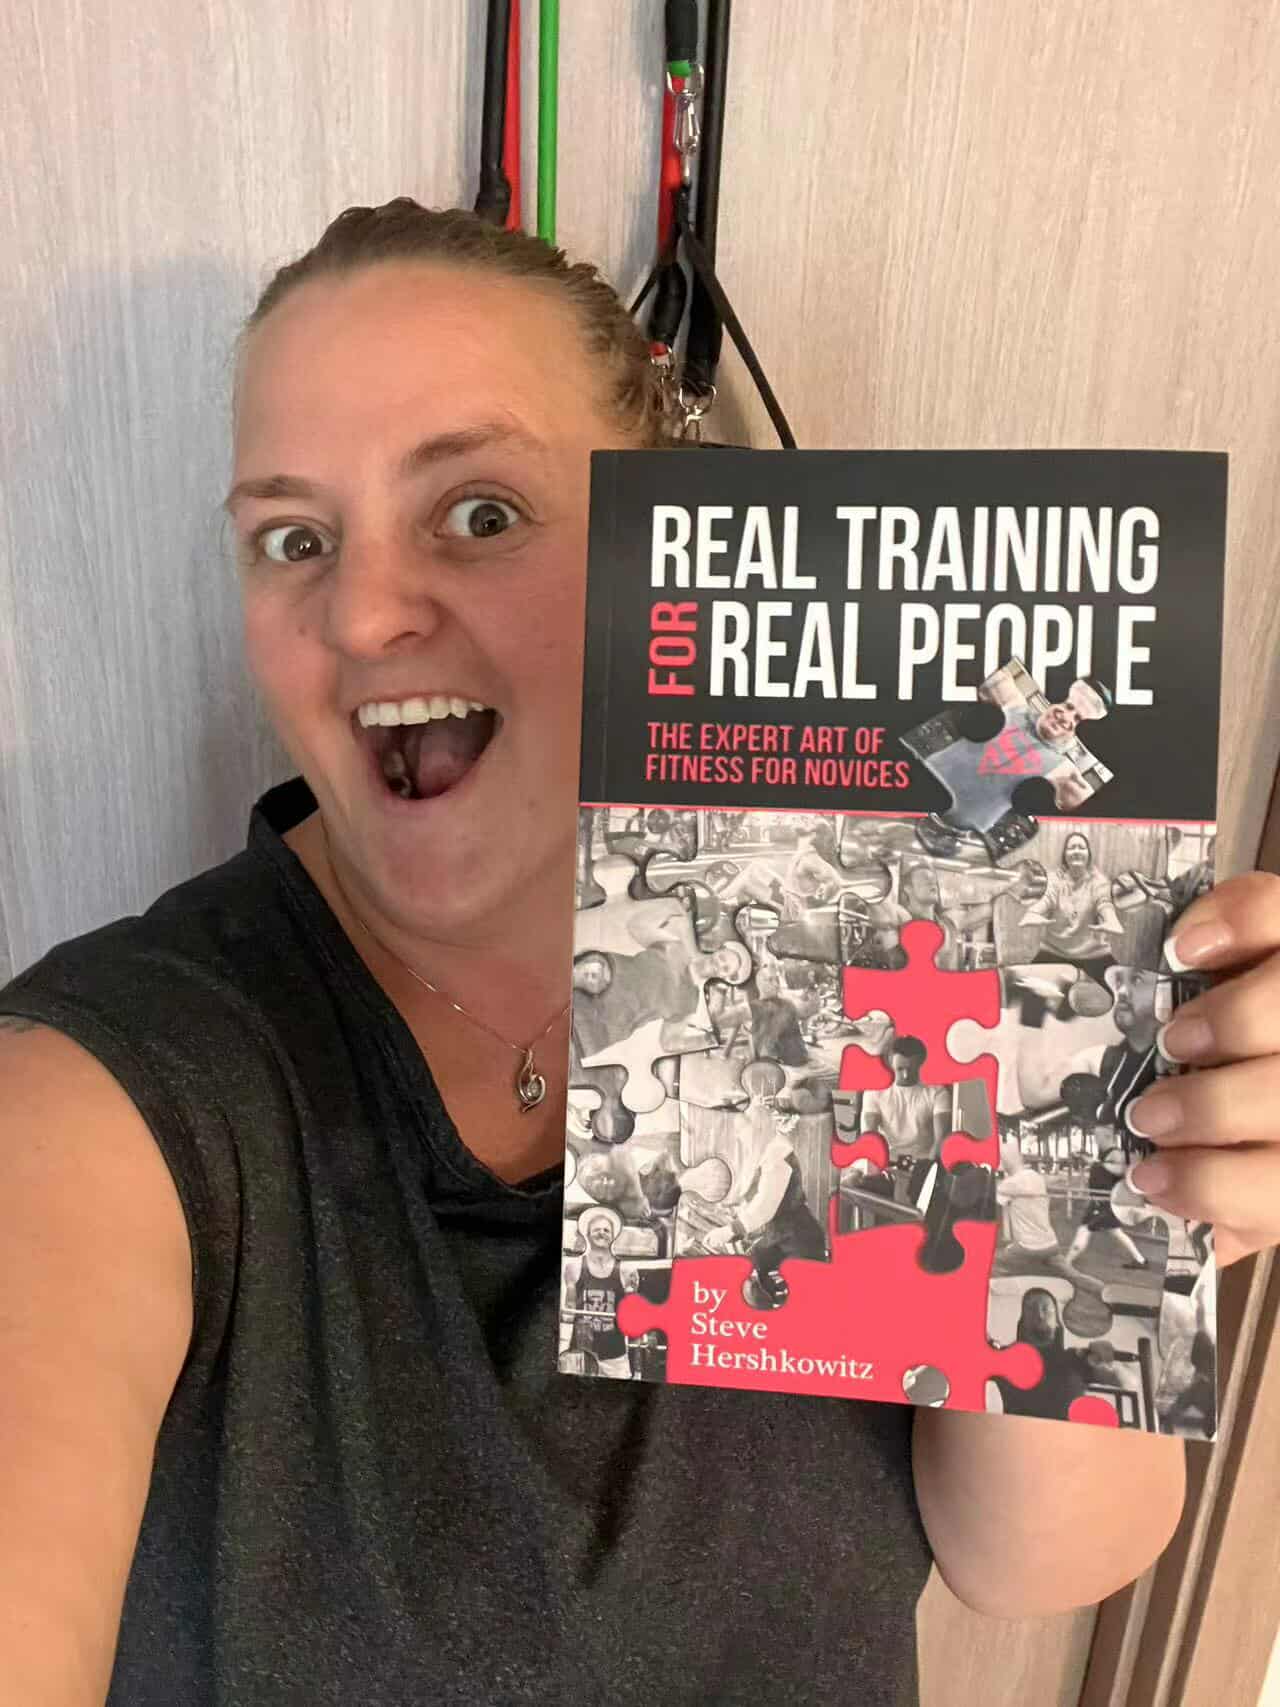 REAL TRAINING
FOR REAL PEOPLE
THE EXPERT ART OF
FITNESS FOR NOVICES
by
Steve
Hershkowitz